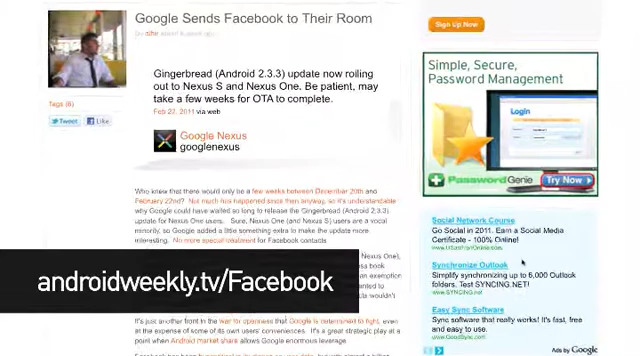 Google Sends Facebook to Their Room
Sign Up Now
Gingerbread (Android 2.3.3) update now rolling
out to Nexus S and Nexus One. Be patient, may
take a few weeks for OTA to complete.
Feb 22, 2011 via web
Google Nexus
googlenexus
Tags (6)
Tweet
Like
Simple, Secure,
Password Management
Login
PasswordGenie
Try Now
Who knew that there would only be a few weeks between December 20th and
February 22nd? Not much has happened since then anyway, so it's understandable
why Google could have waited so long to release the Gingerbread (Android 2.3.3)
update for Nexus One users. Sure, Nexus One (and S) users are a vocal
minority, so Google added a little something extra to make the update more
interesting. No more special treatment for Facebook contacts
androidweekly.tv/Facebook
It's just another front in the war for openness that Google is determined to fight, even
at the expense of some of its own users' conveniences. It's a great strategic play at a
point when Android market share allows Google enormous leverage
Social Network Course
Go Social in 2011. Earn a Social Media
Certificate - 100% Online!
Synchronize Outlook
Simplify synchronizing up to 6,000 Outlook
folders. Test SYNCING.NET!
www.SYNCING.net
Easy Sync Software
Sync software that really works! It's fast, free
and easy to use.
www.GoodSync.com
Ads by Google